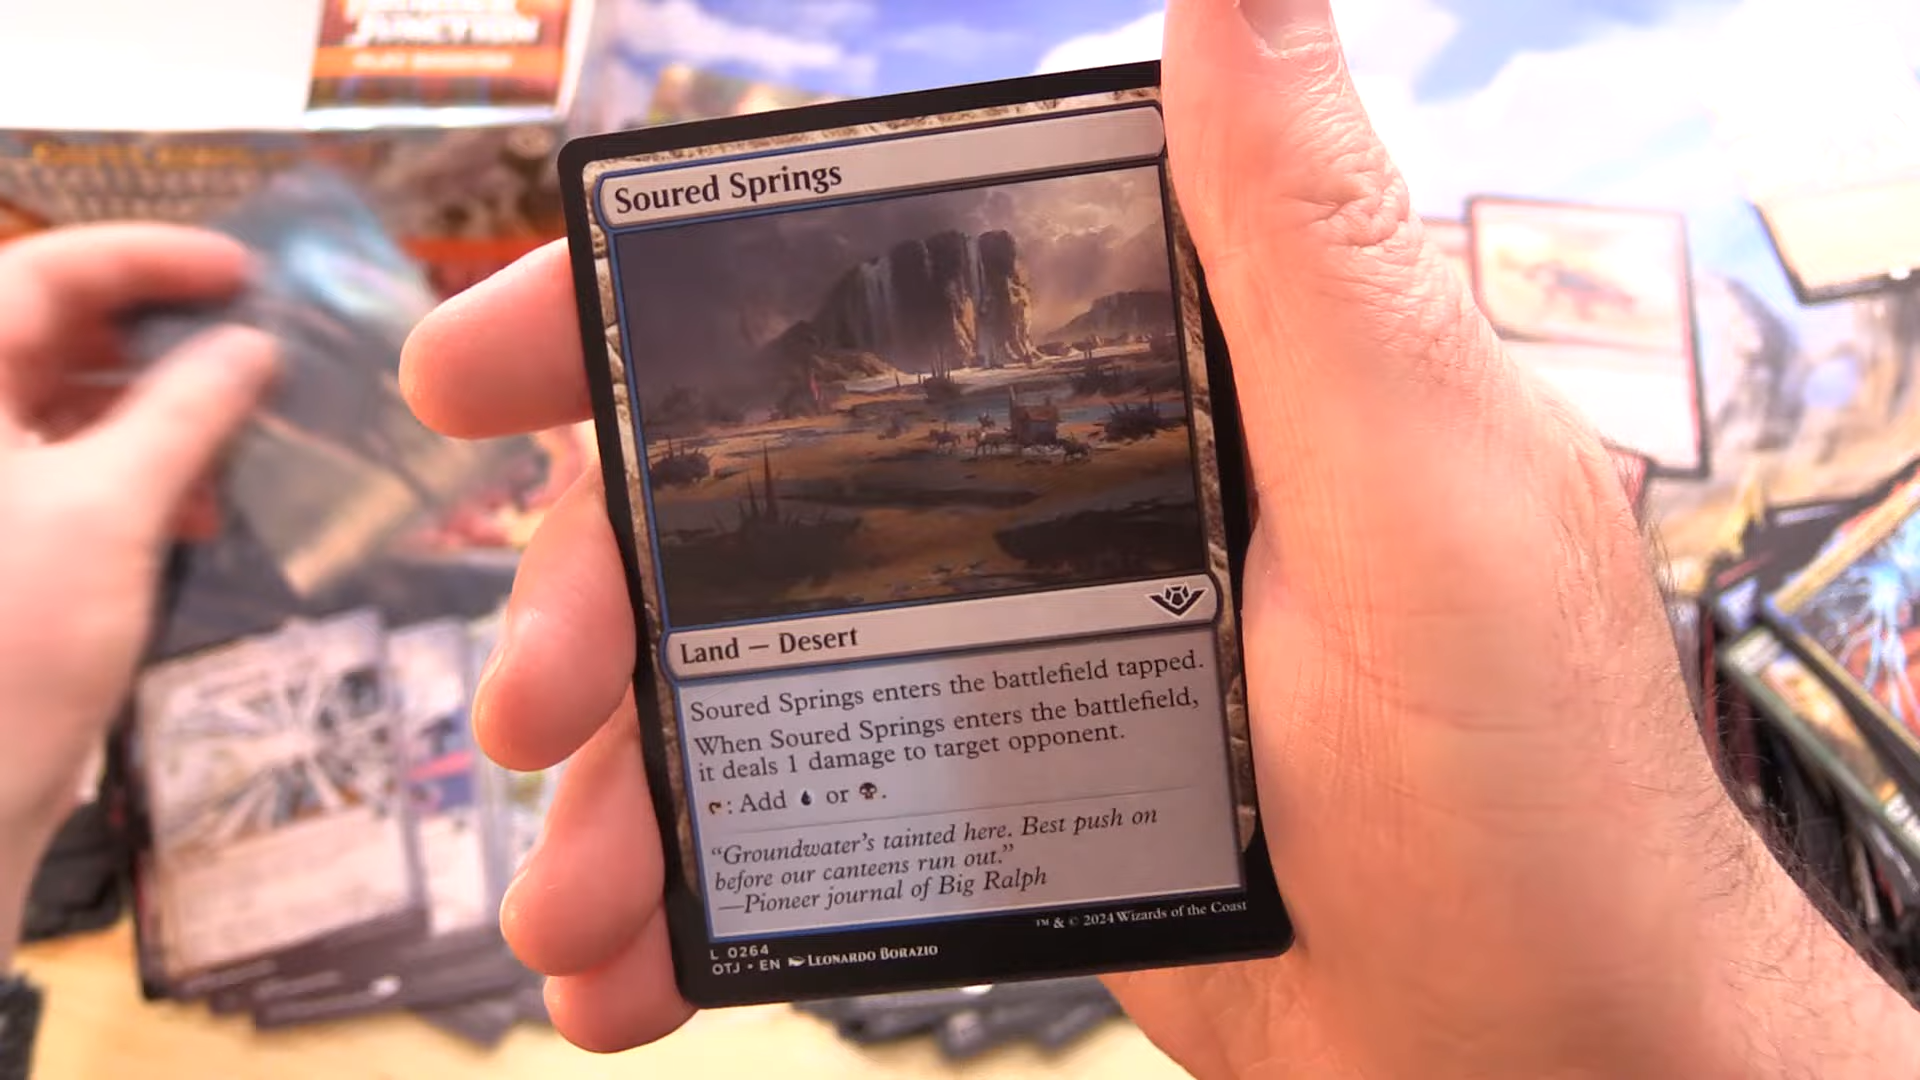 JUNCTION
Soured Springs
Land — Desert
Soured Springs enters the battlefield tapped.
When Soured Springs enters the battlefield,
it deals 1 damage to target opponent.
: Add or .
“Groundwater’s tainted here. Best push on
before our canteens run out.”
—Pioneer journal of Big Ralph
™ & © 2024 Wizards of the Coast
L 0264
OTJ • EN LEONARDO BORAZIO